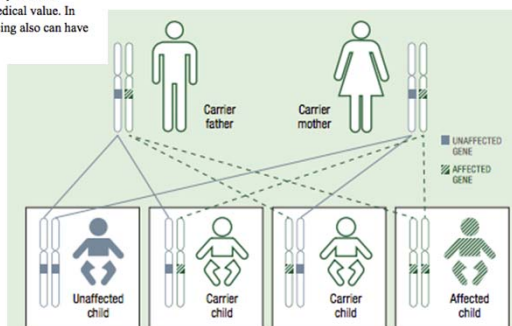 edical value. In
ing also can have
Carrier
father
Carrier
mother
UNAFFECTED
GENE
AFFECTED
GENE
Unaffected
child
Carrier
child
Carrier
child
Affected
child